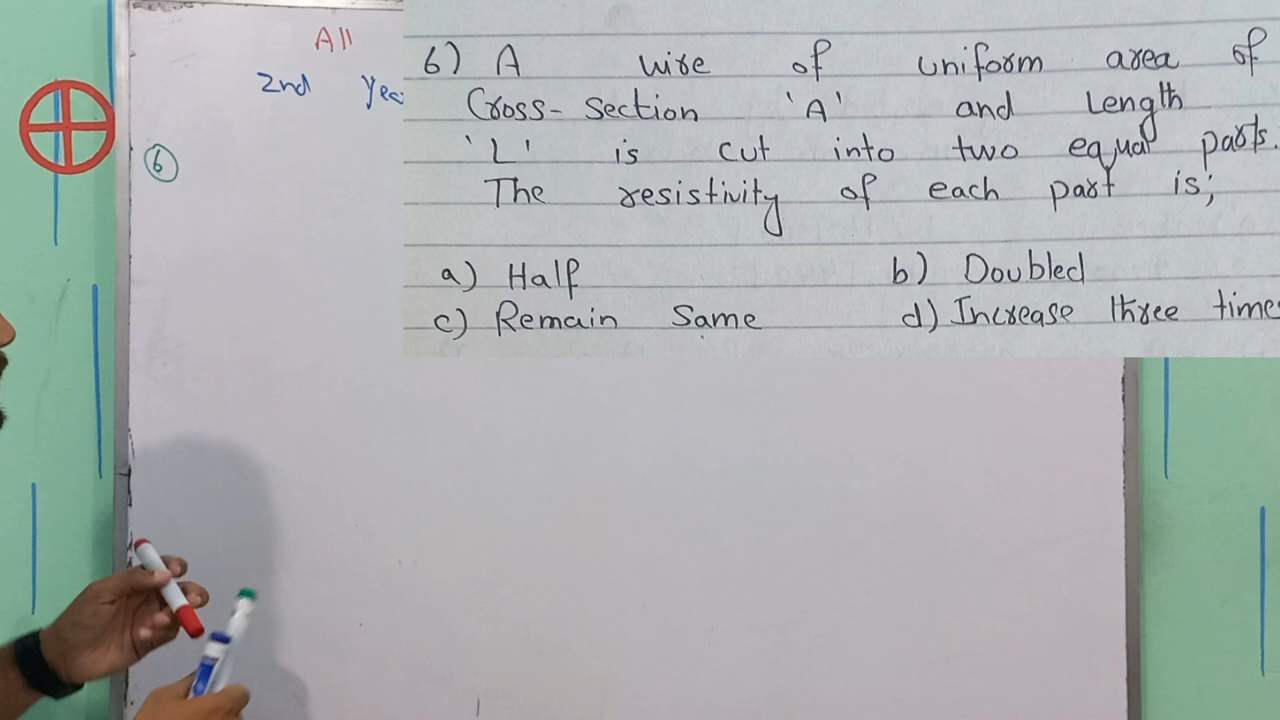 All
2nd Yea
6
6) A wire of uniform area of
Cross-Section 'A' and Length
'L' is cut into two equal parts.
The resistivity of each part is;
a) Half b) Doubled
c) Remain Same d) Increase three time